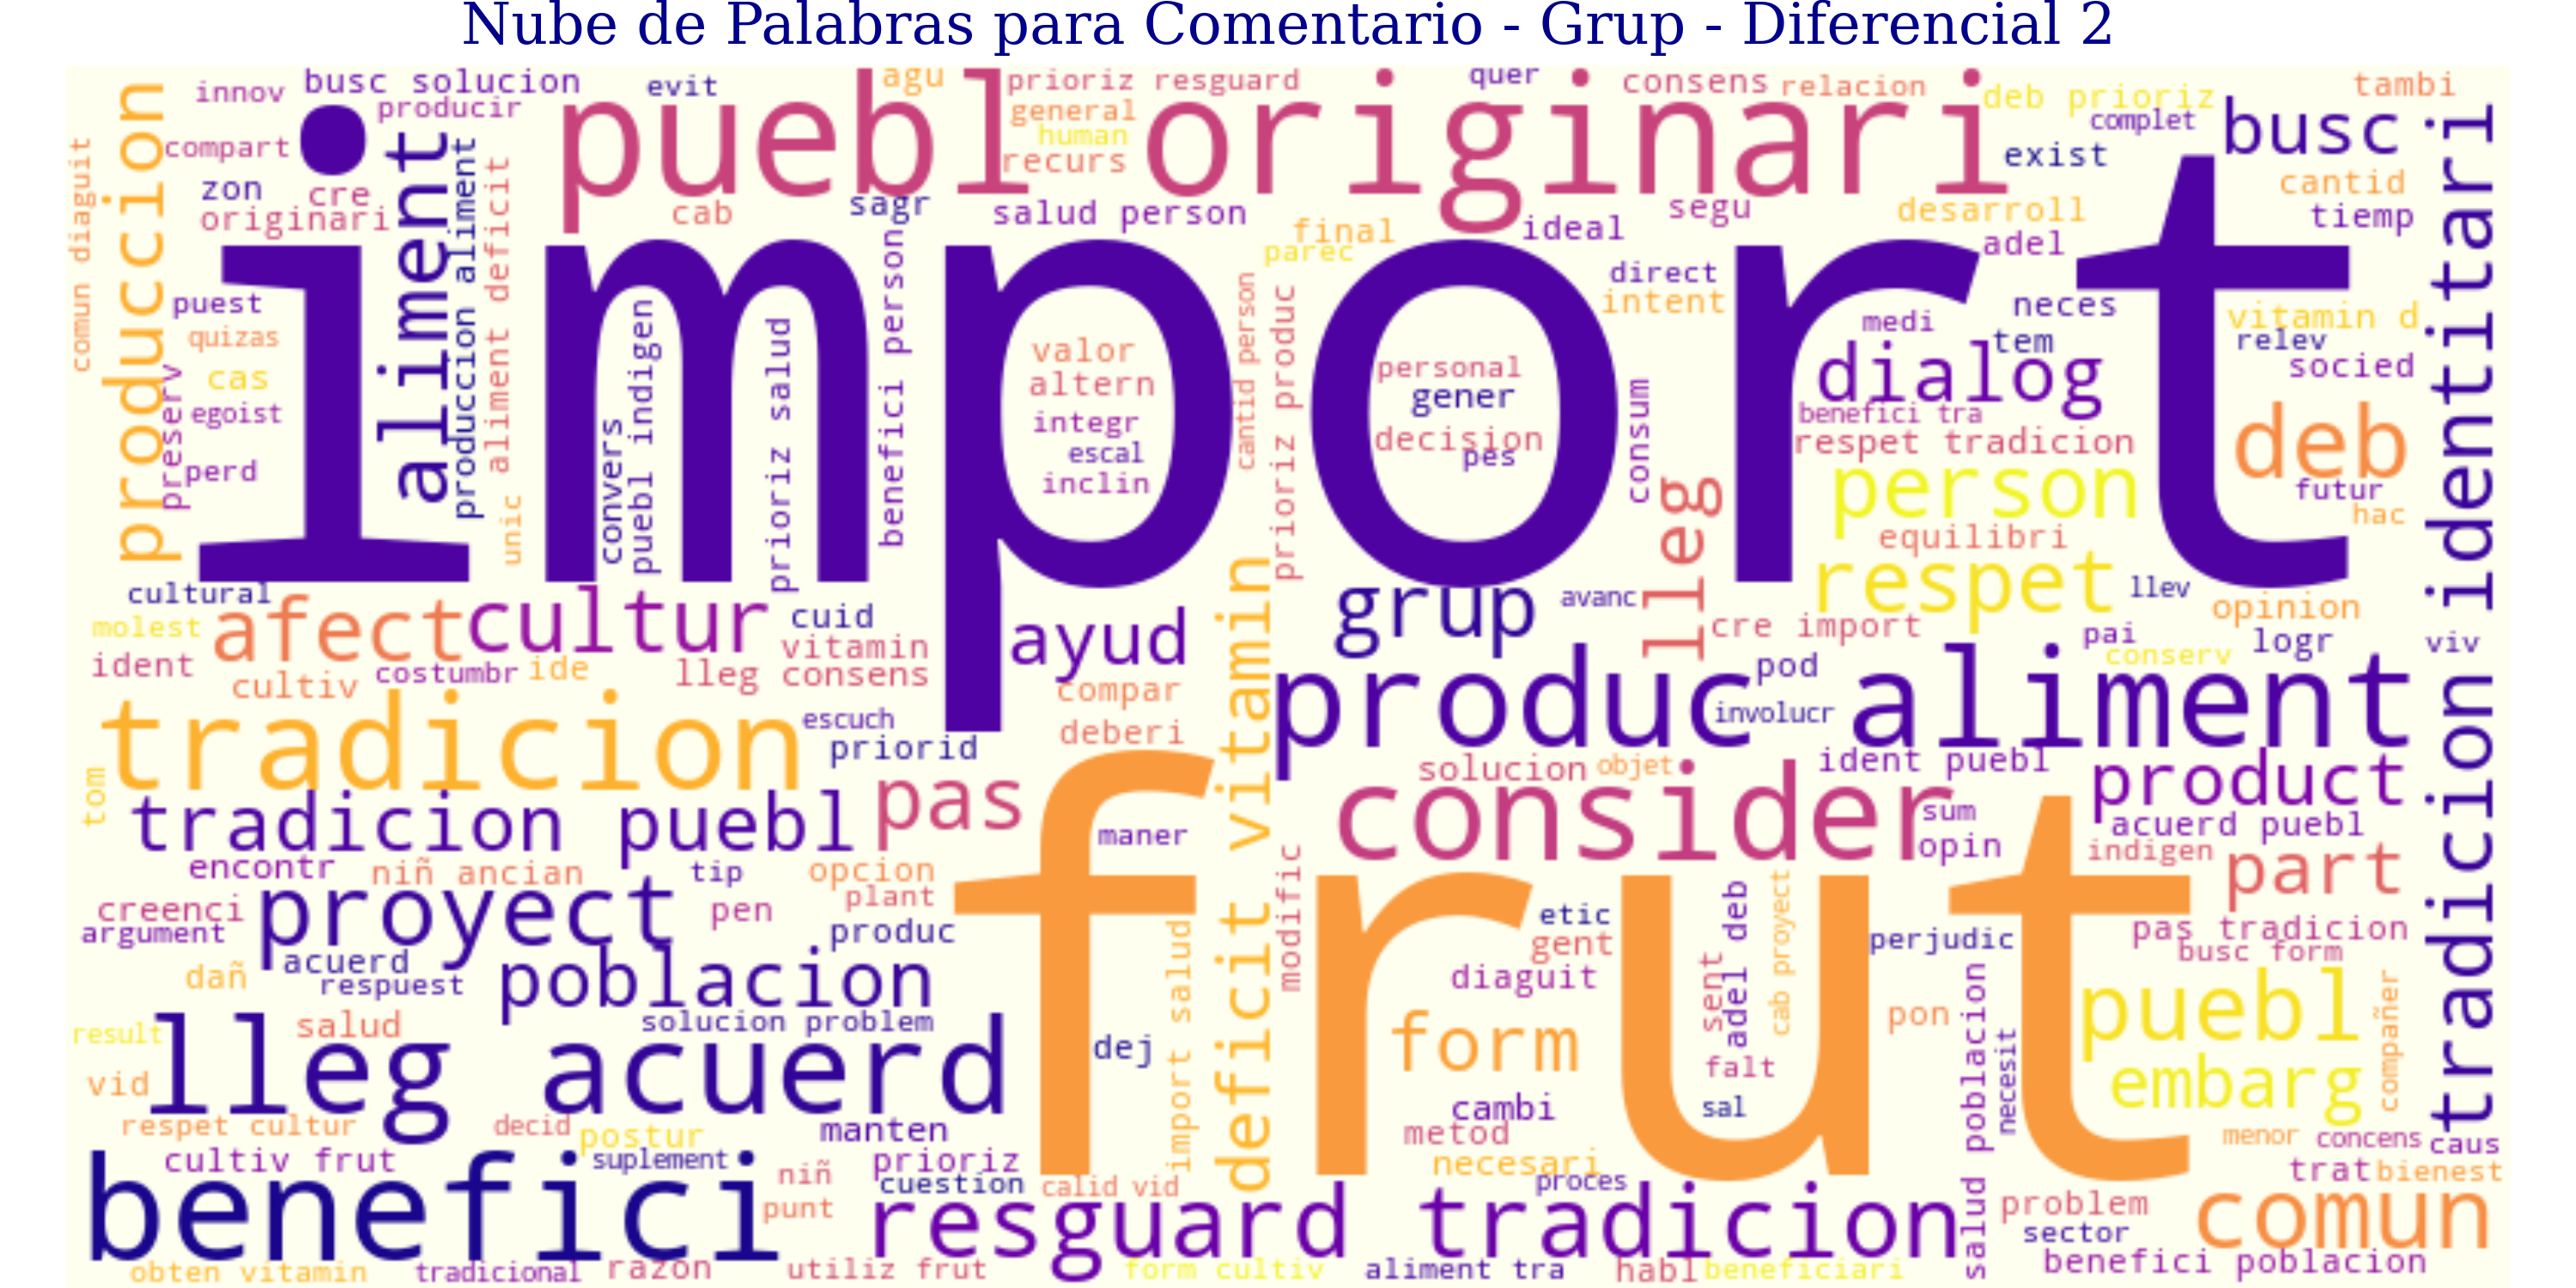 Nube de Palabras para Comentario - Grup - Diferencial 2
innov
busc solucion
evit
agu
prioriz resguard
quer
consens
relacion
deb prioriz
tambi
producir
puebl originari
general
human
recurs
complet
busc
compart
exist
zon
cre
originari
cab
sagr
salud person
final
parec
ideal
segu
desarroll
adel
cantid
tiemp
comun diaguit
produccion
aliment
produccion aliment
aliment deficit
import
puest
quizas
cas
egoist
preserv
perd
unic
convers
puebl indigen
prioriz salud
benefici person
valor
altern
integr
escal
inclin
cantid person
prioriz produc
personal
gener
decision
pes
direct
intent
consum
lleg
medi
neces
tem
dialog
benefici tra
respet tradicion
person
equilibri
respet
llev
vitamin d
relev
socied
deb
futur
hac
opinion
tradicion identitari
cultural
molest
ident
afect
cultur
cuid
vitamin
cultiv
costumbr
ide
lleg consens
ayud
compar
deberi
grup
avanc
cre import
pai
conserv
logr
viv
pod
produc aliment
involucr
tradicion
escuch
priorid
tom
tradicion puebl
pas
deficit vitamin
solucion
objet
ident puebl
product
consider
sum
opin
acuerd puebl
indigen
part
encontr
niñ ancian
tip
opcion
plant
maner
frut
modific
creenci
argument
proyect
pen
produc
etic
gent
diaguit
adel deb
sent
cab proyect
perjudic
pas tradicion
busc form
acuerd
dañ
respuest
poblacion
import salud
form
falt
pon
salud poblacion
necesit
puebl
embarg
compañer
result
salud
solucion problem
lleg acuerd
vid
dej
cambi
sal
metod
necesari
respet cultur
decid
postur
manten
menor
concens
caus
cultiv frut
suplement
niñ
prioriz
cuestion
calid vid
proces
trat
bienest
benefici
punt
resguard tradicion
problem
sector
comun
obten vitamin
tradicional
razon
utiliz frut
form cultiv
aliment tra
habl
beneficiari
benefici poblacion